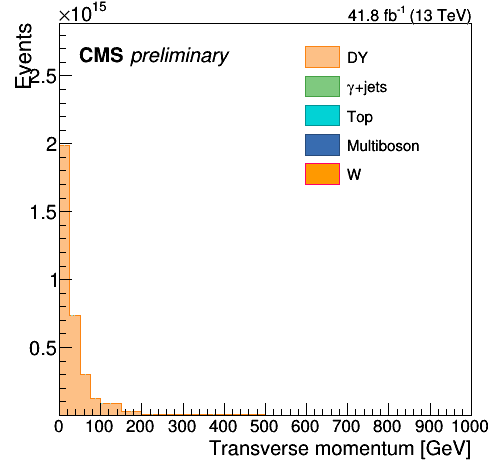 ×10¹⁵
41.8 fb⁻¹ (13 TeV)
Events
CMS preliminary
DY
γ+jets
Top
Multiboson
W
2.5
2
1.5
1
0.5
0 100 200 300 400 500 600 700 800 900 1000
Transverse momentum [GeV]